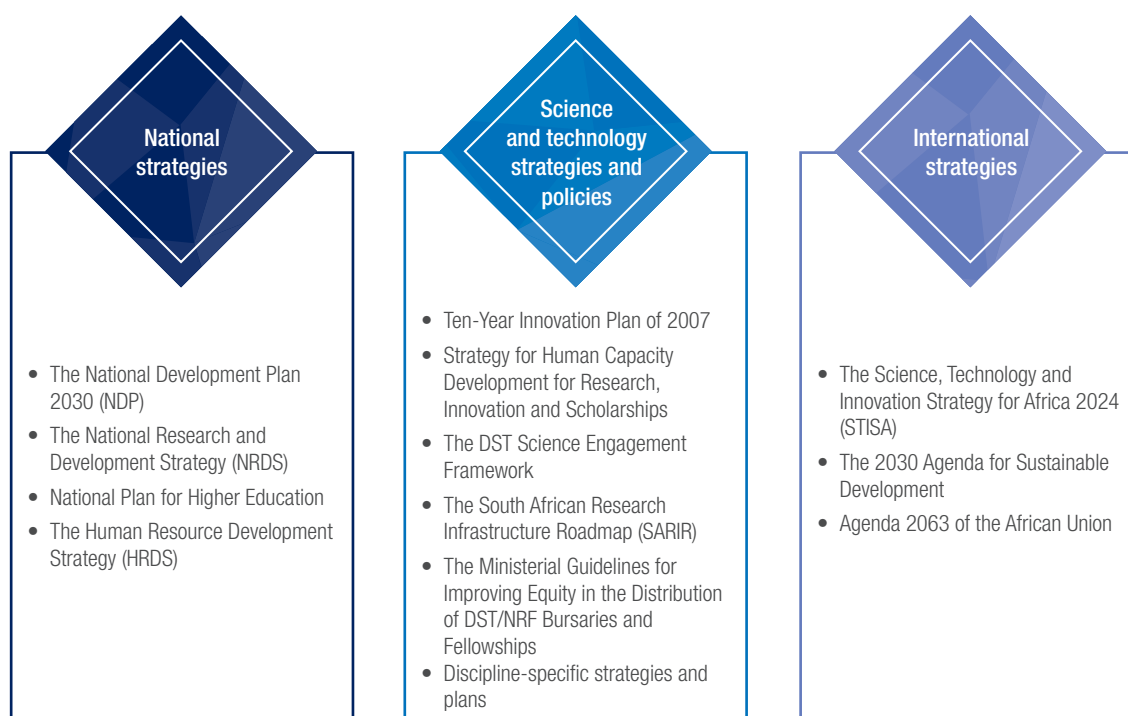 National
strategies
• The National Development Plan
2030 (NDP)
• The National Research and
Development Strategy (NRDS)
• National Plan for Higher Education
• The Human Resource Development
Strategy (HRDS)
Science
and technology
strategies and
policies
• Ten-Year Innovation Plan of 2007
• Strategy for Human Capacity
Development for Research,
Innovation and Scholarships
• The DST Science Engagement
Framework
• The South African Research
Infrastructure Roadmap (SARIR)
• The Ministerial Guidelines for
Improving Equity in the Distribution
of DST/NRF Bursaries and
Fellowships
• Discipline-specific strategies and
plans
International
strategies
• The Science, Technology and
Innovation Strategy for Africa 2024
(STISA)
• The 2030 Agenda for Sustainable
Development
• Agenda 2063 of the African Union